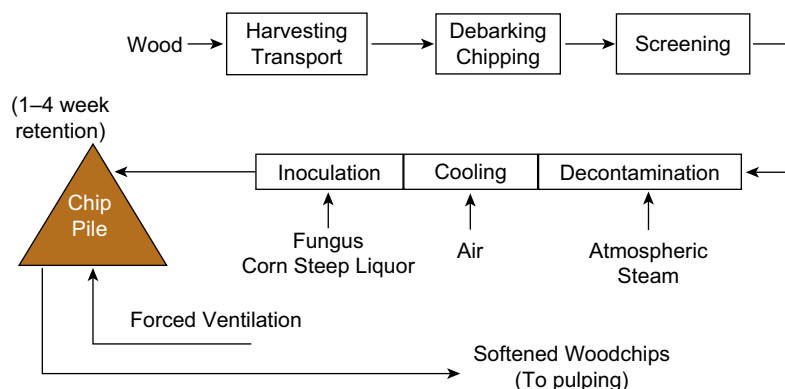 Wood
Harvesting
Transport
Debarking
Chipping
Screening
(1–4 week
retention)
Chip
Pile
Inoculation
Cooling
Decontamination
Fungus
Corn Steep Liquor
Air
Atmospheric
Steam
Forced Ventilation
Softened Woodchips
(To pulping)